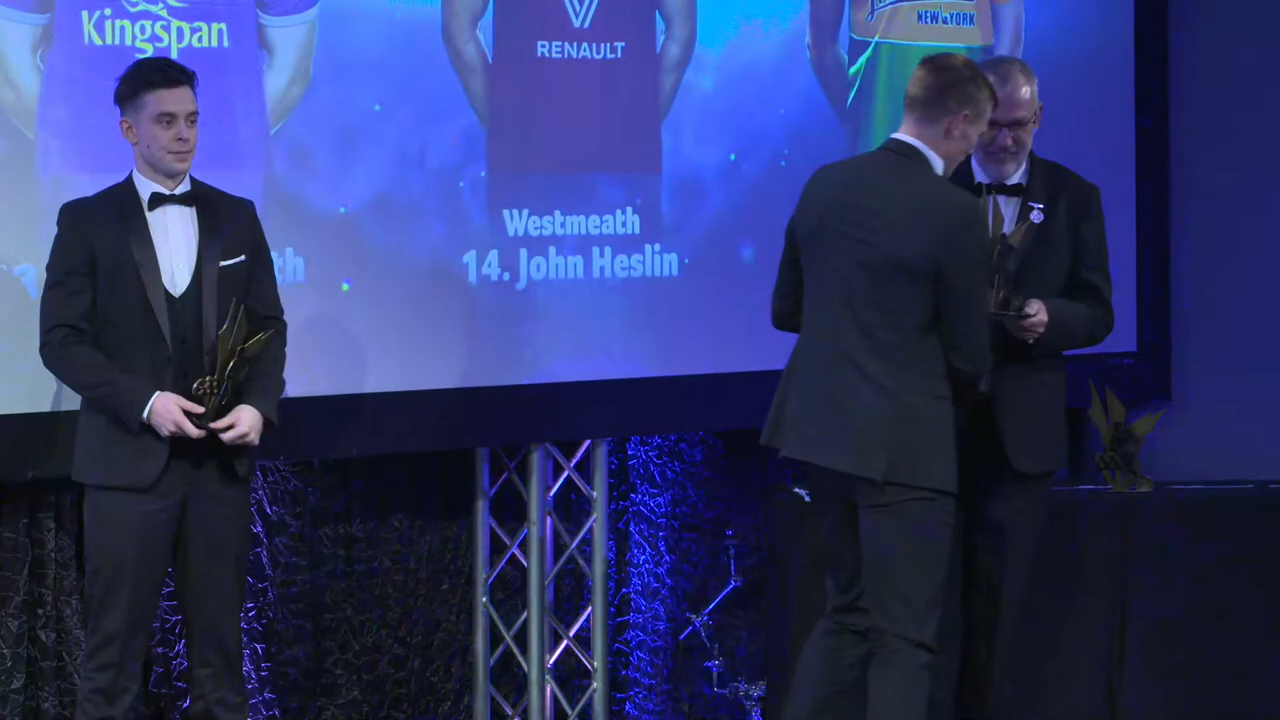 Kingspan
RENAULT
NEW YORK
Westmeath
14. John Heslin